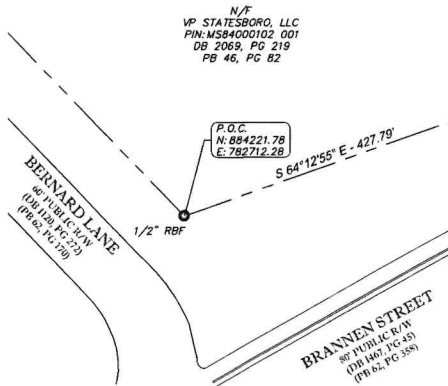 N/F
VP STATESBORO, LLC
PIN: MS84000102 001
DB 2069, PG 219
PB 46, PG 82
P.O.C.
N: 884221.78
E: 782712.28
S 64°12'55" E - 427.79'
1/2" RBF
BERNARD LANE
60' PUBLIC R/W
(DB 1120, PG 272)
(PB 62, PG 170)
BRANNEN STREET
80' PUBLIC R/W
(DB 1467, PG 45)
(PB 62, PG 358)